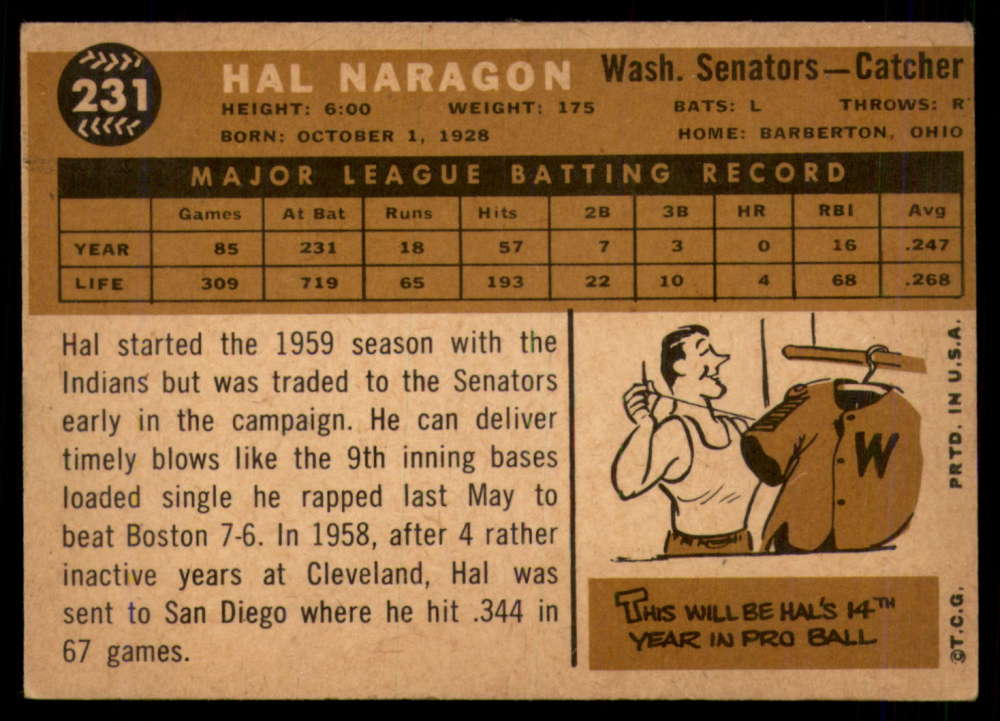 231
HAL NARAGON Wash. Senators—Catcher
HEIGHT: 6:00 WEIGHT: 175 BATS: L THROWS: R
BORN: OCTOBER 1, 1928 HOME: BARBERTON, OHIO
MAJOR LEAGUE BATTING RECORD
Games At Bat Runs Hits 2B 3B HR RBI Avg
YEAR 85 231 18 57 7 3 0 16 .247
LIFE 309 719 65 193 22 10 4 68 .268
Hal started the 1959 season with the
Indians but was traded to the Senators
early in the campaign. He can deliver
timely blows like the 9th inning bases
loaded single he rapped last May to
beat Boston 7-6. In 1958, after 4 rather
inactive years at Cleveland, Hal was
sent to San Diego where he hit .344 in
67 games.
W
THIS WILL BE HAL'S 14TH
YEAR IN PRO BALL
PRTD. IN U.S.A.
©T.C.G.